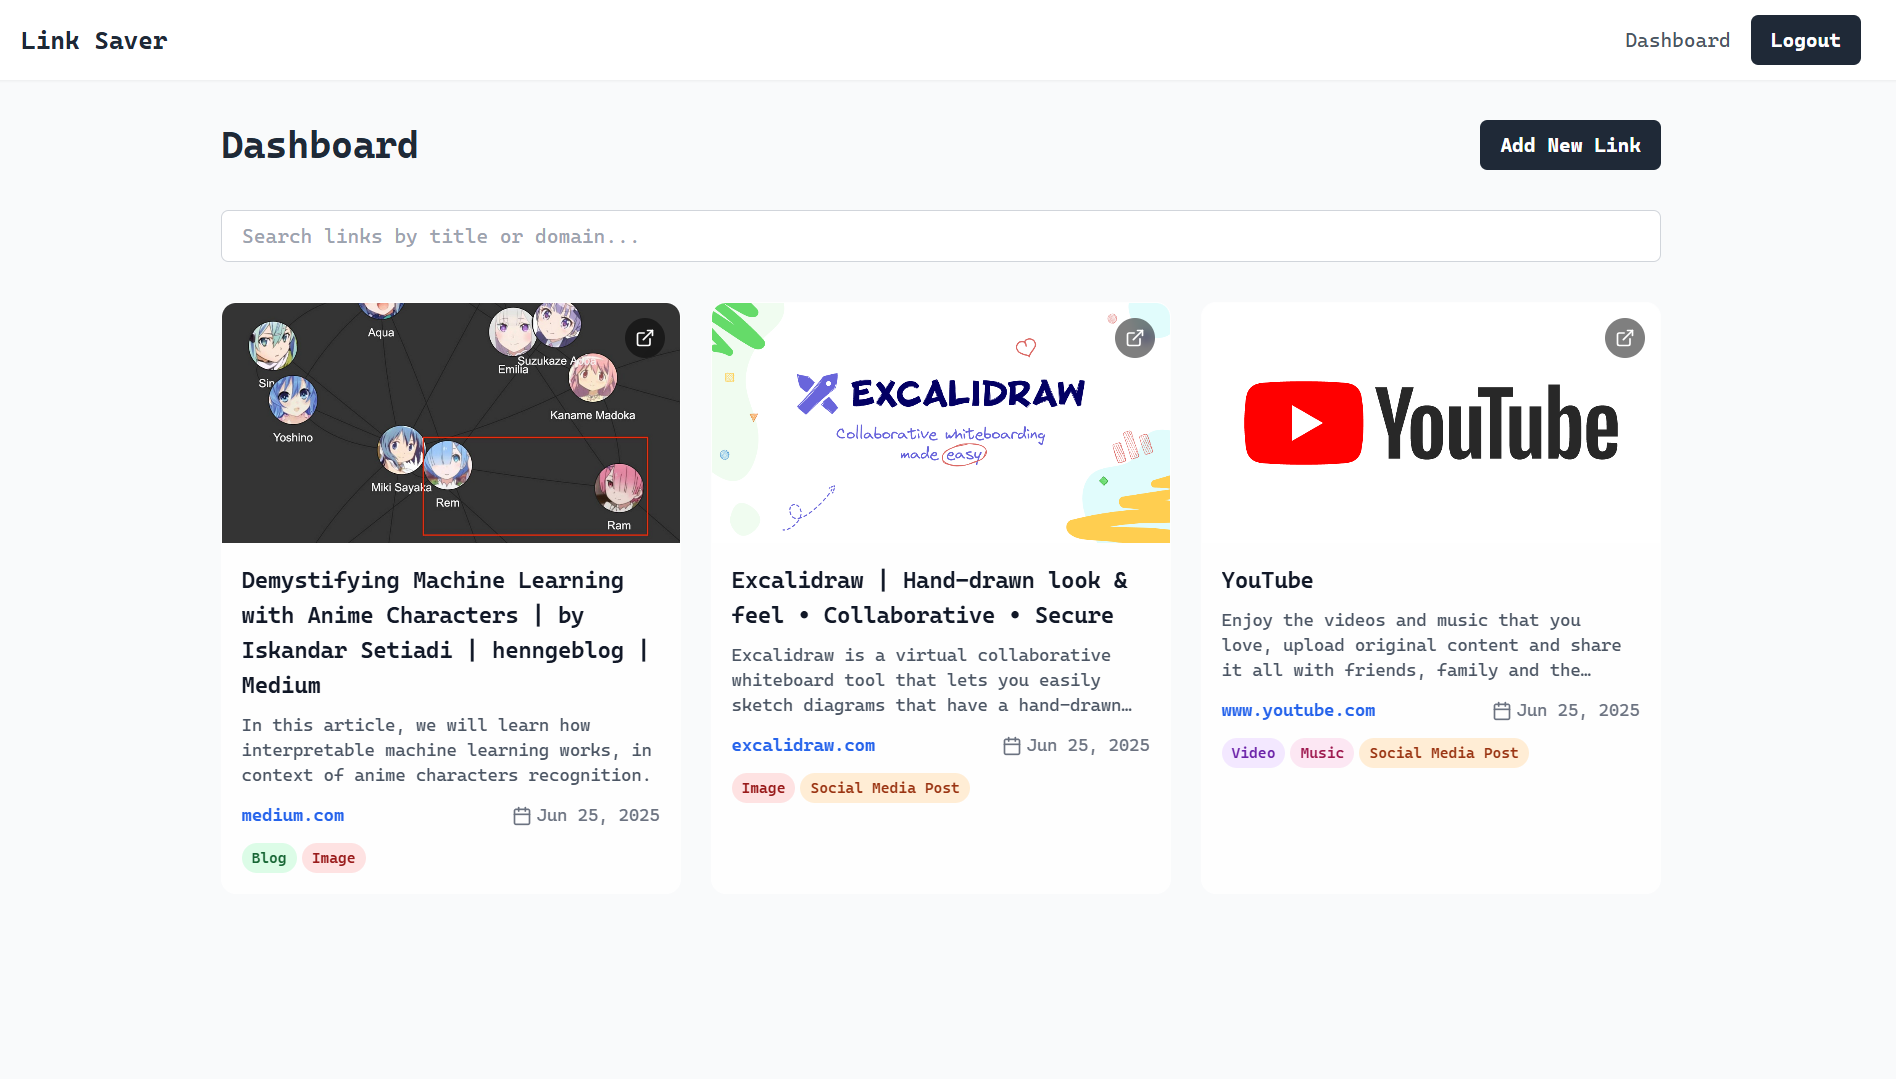 Link Saver
Dashboard
Logout
Dashboard
Add New Link
Search links by title or domain...
Aqua
Suzukaze
Emilia
Yoshino
Kaname Madoka
Miki Sayaka
Rem
Ram
Demystifying Machine Learning
with Anime Characters | by
Iskandar Setiadi | henngeblog |
Medium
In this article, we will learn how
interpretable machine learning works, in
context of anime characters recognition.
medium.com
Jun 25, 2025
Blog
Image
EXCALIDRAW
Collaborative whiteboarding
made easy
Excalidraw | Hand–drawn look &
feel • Collaborative • Secure
Excalidraw is a virtual collaborative
whiteboard tool that lets you easily
sketch diagrams that have a hand–drawn…
excalidraw.com
Jun 25, 2025
Image
Social Media Post
YouTube
YouTube
Enjoy the videos and music that you
love, upload original content and share
it all with friends, family and the…
www.youtube.com
Jun 25, 2025
Video
Music
Social Media Post